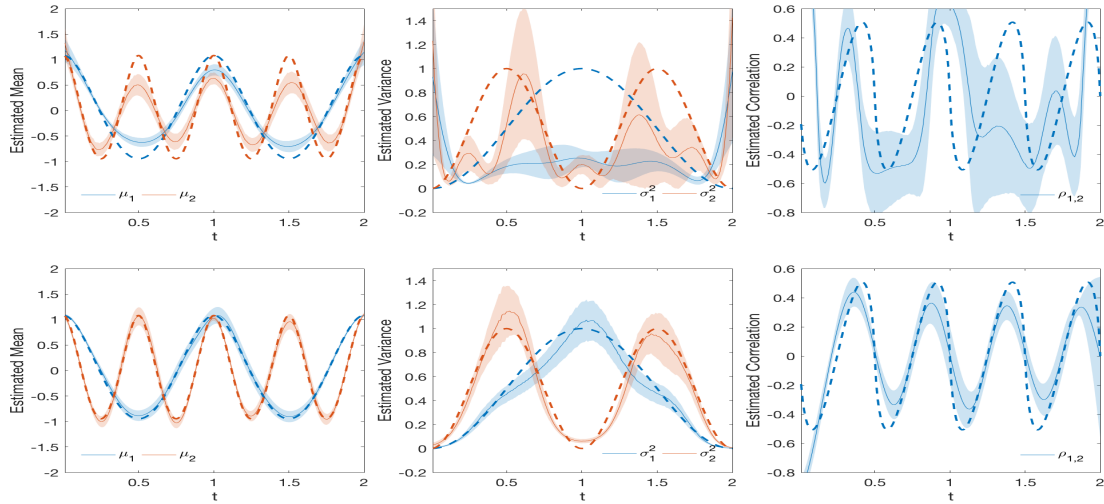 2
1.5
1
0.5
0
-0.5
-1
-1.5
-2
Estimated Mean
μ1 μ2
0.5 1 1.5 2
t
1.4
1.2
1
0.8
0.6
0.4
0.2
0
-0.2
Estimated Variance
σ₁² σ₂²
0.5 1 1.5 2
t
0.6
0.4
0.2
0
-0.2
-0.4
-0.6
-0.8
Estimated Correlation
ρ1,2
0.5 1 1.5 2
t
2
1.5
1
0.5
0
-0.5
-1
-1.5
-2
Estimated Mean
μ1 μ2
0.5 1 1.5 2
t
1.4
1.2
1
0.8
0.6
0.4
0.2
0
-0.2
Estimated Variance
σ₁² σ₂²
0.5 1 1.5 2
t
0.6
0.4
0.2
0
-0.2
-0.4
-0.6
-0.8
Estimated Correlation
ρ1,2
0.5 1 1.5 2
t